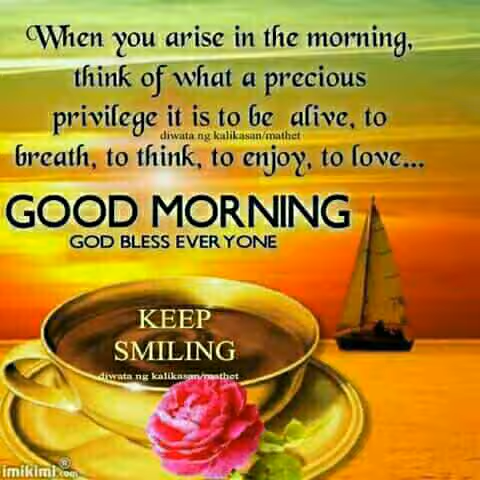 When you arise in the morning,
think of what a precious
privilege it is to be alive, to
diwata ng kalikasan/mathet
breath, to think, to enjoy, to love...
GOOD MORNING
GOD BLESS EVERYONE
KEEP
SMILING
diwata ng kalikasan/mathet
imikimi.com